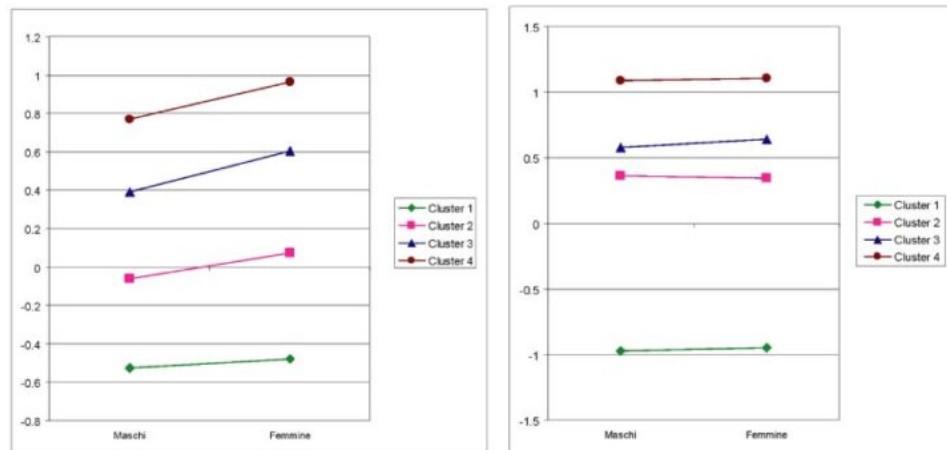 1.2
1
0.8
0.6
0.4
0.2
0
-0.2
-0.4
-0.6
-0.8
Maschi Femmine
Cluster 1
Cluster 2
Cluster 3
Cluster 4
1.5
1
0.5
0
-0.5
-1
-1.5
Maschi Femmine
Cluster 1
Cluster 2
Cluster 3
Cluster 4